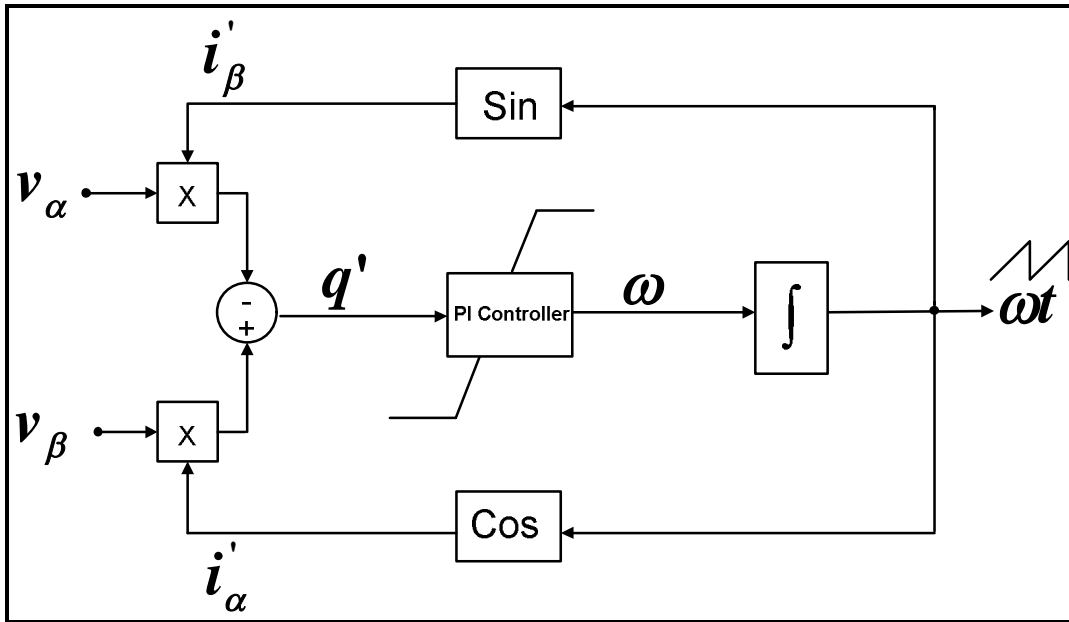 i'β
Sin
vα
X
-
+
q'
PI Controller
ω
∫
ωt
vβ
X
Cos
i'α